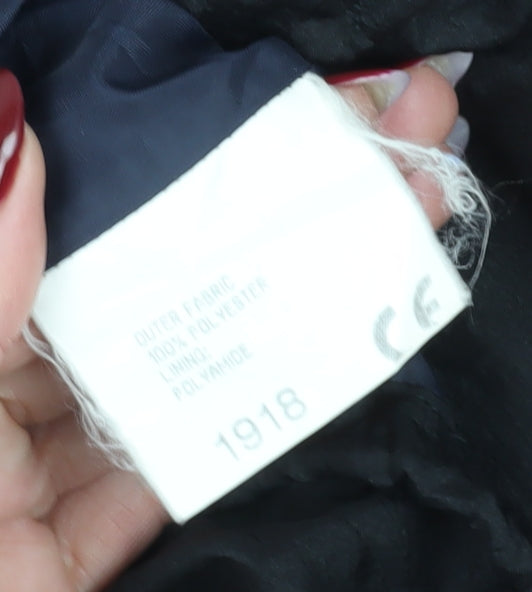 OUTER FABRIC
100% POLYESTER
LINING:
POLYAMIDE
1918
CE